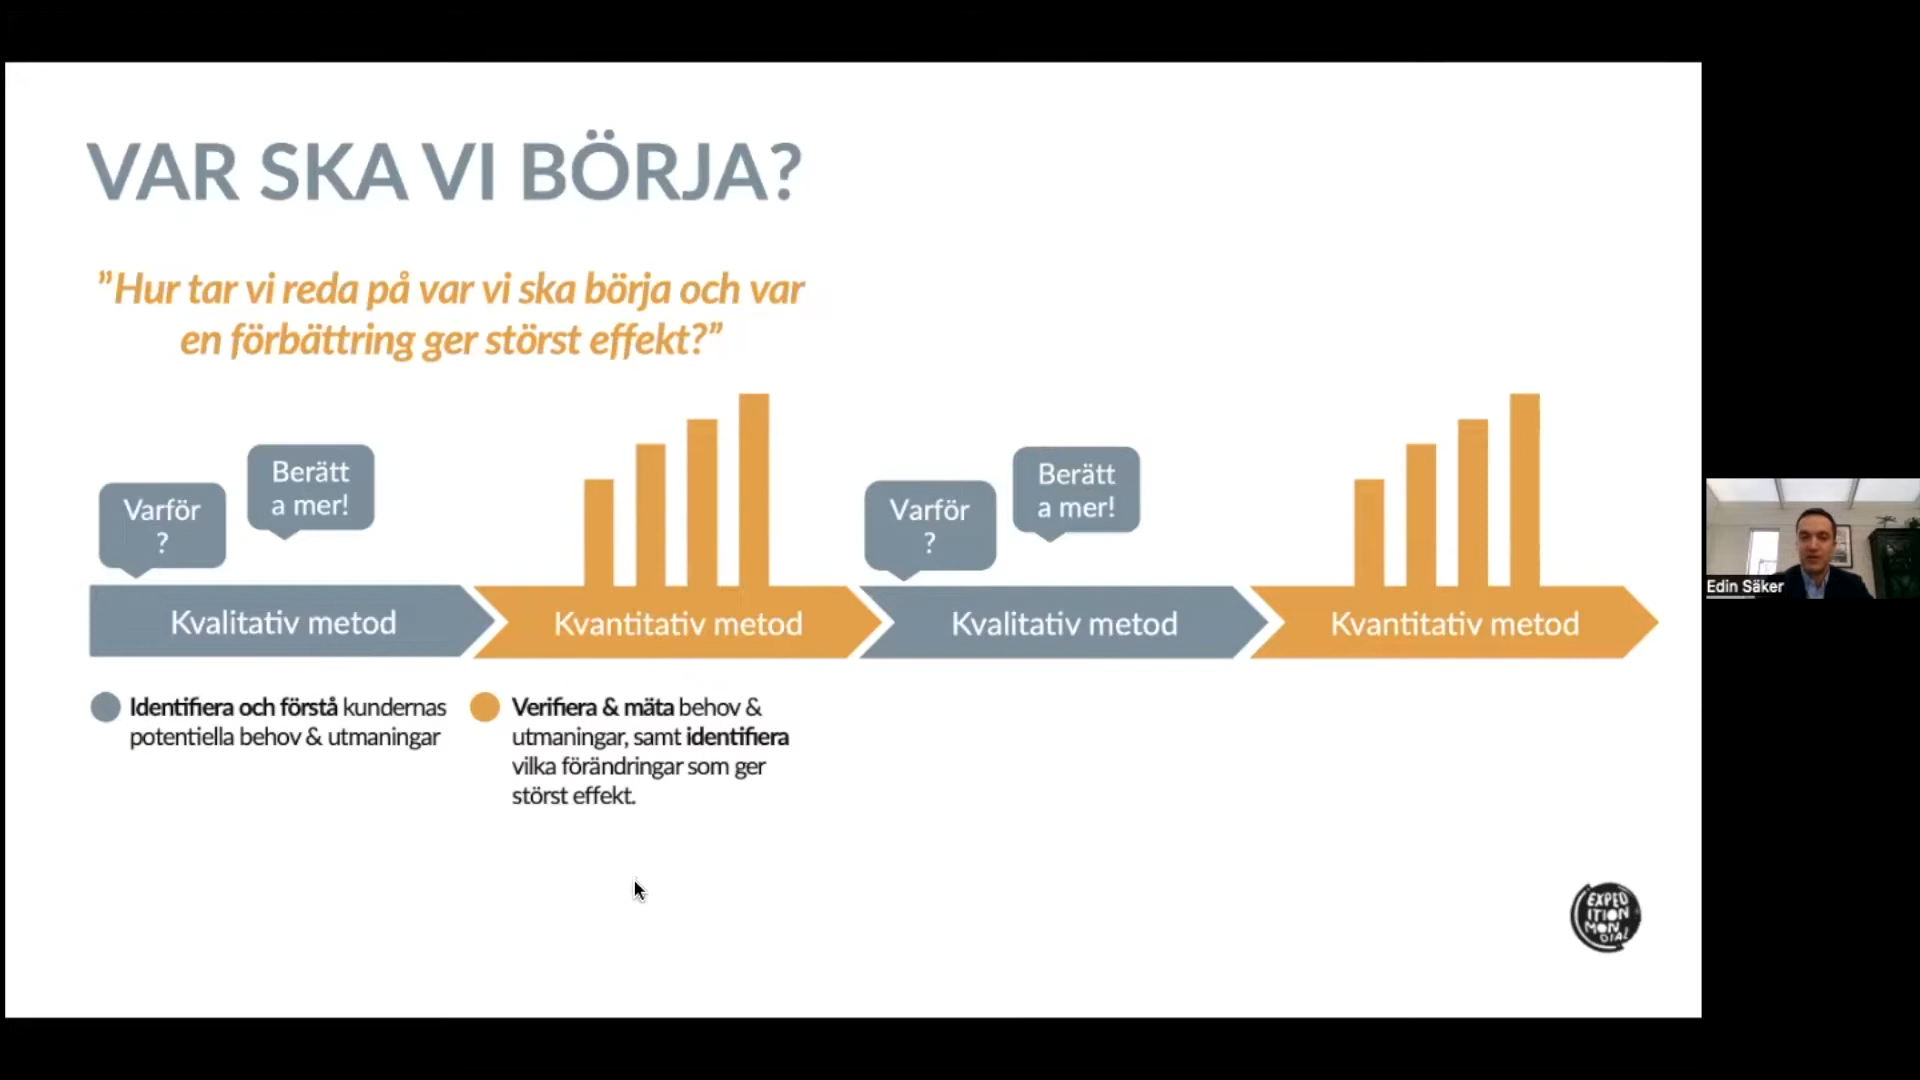 VAR SKA VI BÖRJA?
”Hur tar vi reda på var vi ska börja och var
en förbättring ger störst effekt?”
Varför
?
Berätt
a mer!
Varför
?
Berätt
a mer!
Kvalitativ metod
Kvantitativ metod
Kvalitativ metod
Kvantitativ metod
Identifiera och förstå kundernas
potentiella behov & utmaningar
Verifiera & mäta behov &
utmaningar, samt identifiera
vilka förändringar som ger
störst effekt.
Edin Säker
EXPED
ITION
MON
DIAL